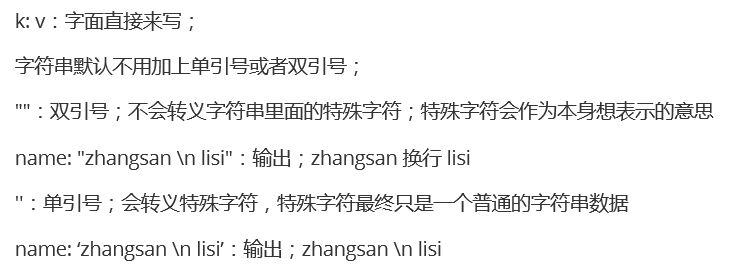 k: v：字面直接来写；
字符串默认不用加上单引号或者双引号；
""：双引号；不会转义字符串里面的特殊字符；特殊字符会作为本身想表示的意思
name: "zhangsan \n lisi"：输出；zhangsan 换行 lisi
''：单引号；会转义特殊字符，特殊字符最终只是一个普通的字符串数据
name: ‘zhangsan \n lisi’：输出；zhangsan \n lisi